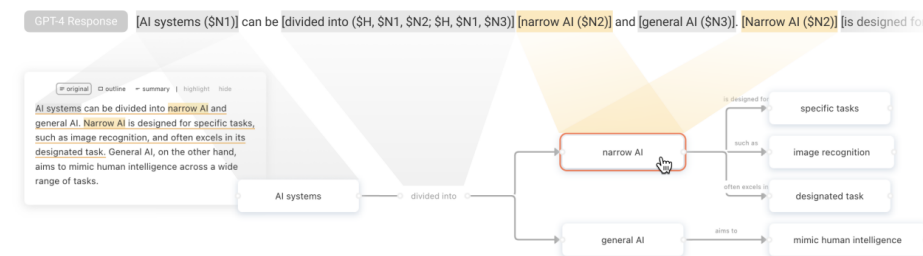 GPT-4 Response [AI systems ($N1)] can be [divided into ($H, $N1, $N2; $H, $N1, $N3)] [narrow AI ($N2)] and [general AI ($N3)]. [Narrow AI ($N2)] [is designed fo
original outline summary | highlight hide
AI systems can be divided into narrow AI and
general AI. Narrow AI is designed for specific tasks,
such as image recognition, and often excels in its
designated task. General AI, on the other hand,
aims to mimic human intelligence across a wide
range of tasks.
AI systems
divided into
narrow AI
general AI
is designed for
specific tasks
such as
image recognition
often excels in
designated task
aims to
mimic human intelligence